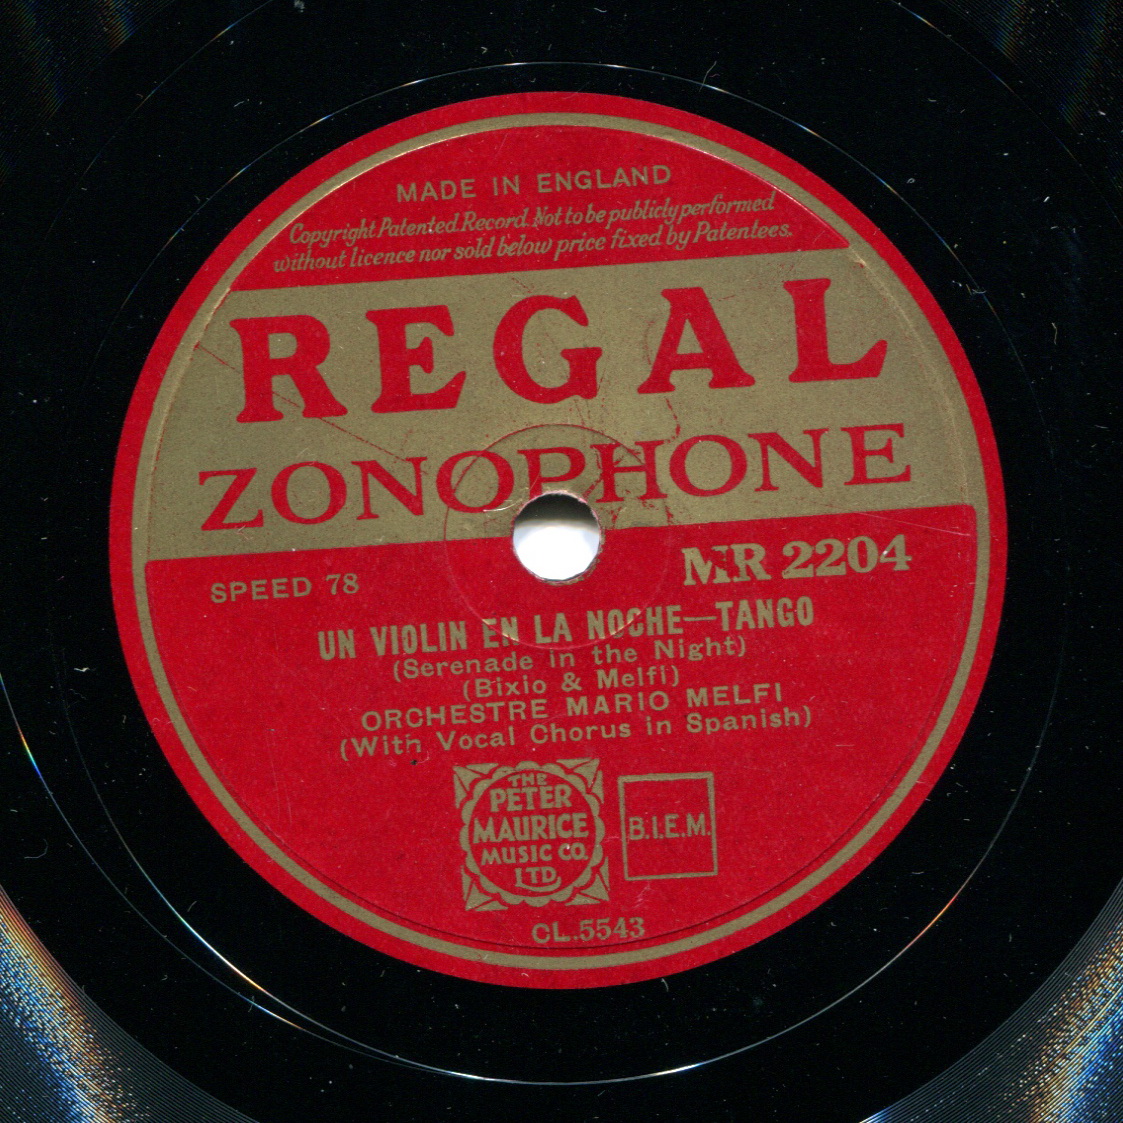 MADE IN ENGLAND
Copyright Patented Record. Not to be publicly performed
without licence nor sold below price fixed by Patentees.
REGAL
ZONOPHONE
SPEED 78
MR 2204
UN VIOLIN EN LA NOCHE—TANGO
(Serenade in the Night)
(Bixio & Melfi)
ORCHESTRE MARIO MELFI
(With Vocal Chorus in Spanish)
THE
PETER
MAURICE
MUSIC CO.
LTD.
B.I.E.M.
CL.5543